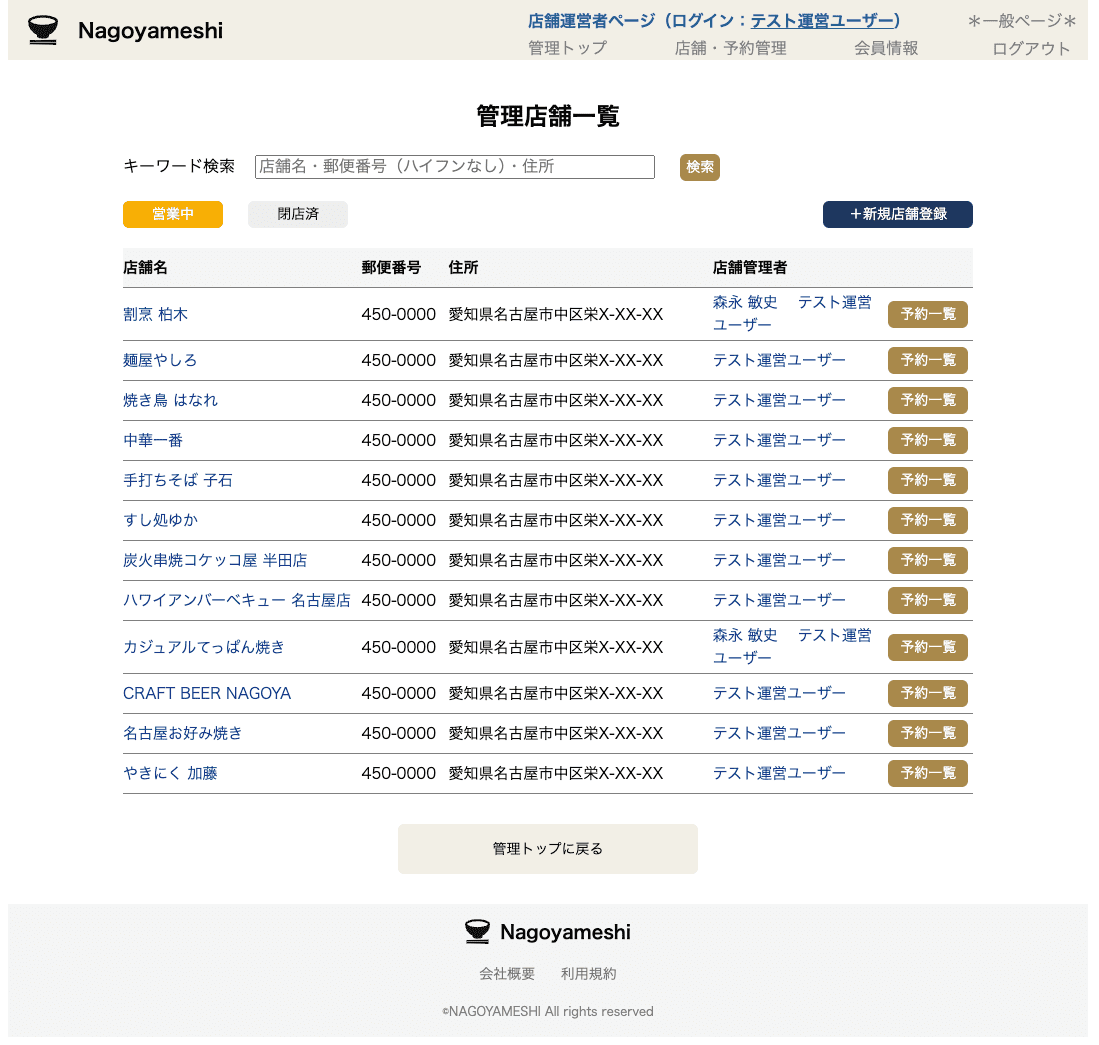 Nagoyameshi
店舗運営者ページ（ログイン：テスト運営ユーザー）
＊一般ページ＊
管理トップ 店舗・予約管理 会員情報 ログアウト
管理店舗一覧
キーワード検索 店舗名・郵便番号（ハイフンなし）・住所 検索
営業中 閉店済 ＋新規店舗登録
店舗名 郵便番号 住所 店舗管理者
割烹 柏木 450-0000 愛知県名古屋市中区栄X-XX-XX 森永 敏史 テスト運営
ユーザー 予約一覧
麺屋やしろ 450-0000 愛知県名古屋市中区栄X-XX-XX テスト運営ユーザー 予約一覧
焼き鳥 はなれ 450-0000 愛知県名古屋市中区栄X-XX-XX テスト運営ユーザー 予約一覧
中華一番 450-0000 愛知県名古屋市中区栄X-XX-XX テスト運営ユーザー 予約一覧
手打ちそば 子石 450-0000 愛知県名古屋市中区栄X-XX-XX テスト運営ユーザー 予約一覧
すし処ゆか 450-0000 愛知県名古屋市中区栄X-XX-XX テスト運営ユーザー 予約一覧
炭火串焼コケッコ屋 半田店 450-0000 愛知県名古屋市中区栄X-XX-XX テスト運営ユーザー 予約一覧
ハワイアンバーベキュー 名古屋店 450-0000 愛知県名古屋市中区栄X-XX-XX テスト運営ユーザー 予約一覧
カジュアルてっぱん焼き 450-0000 愛知県名古屋市中区栄X-XX-XX 森永 敏史 テスト運営
ユーザー 予約一覧
CRAFT BEER NAGOYA 450-0000 愛知県名古屋市中区栄X-XX-XX テスト運営ユーザー 予約一覧
名古屋お好み焼き 450-0000 愛知県名古屋市中区栄X-XX-XX テスト運営ユーザー 予約一覧
やきにく 加藤 450-0000 愛知県名古屋市中区栄X-XX-XX テスト運営ユーザー 予約一覧
管理トップに戻る
Nagoyameshi
会社概要 利用規約
©NAGOYAMESHI All rights reserved